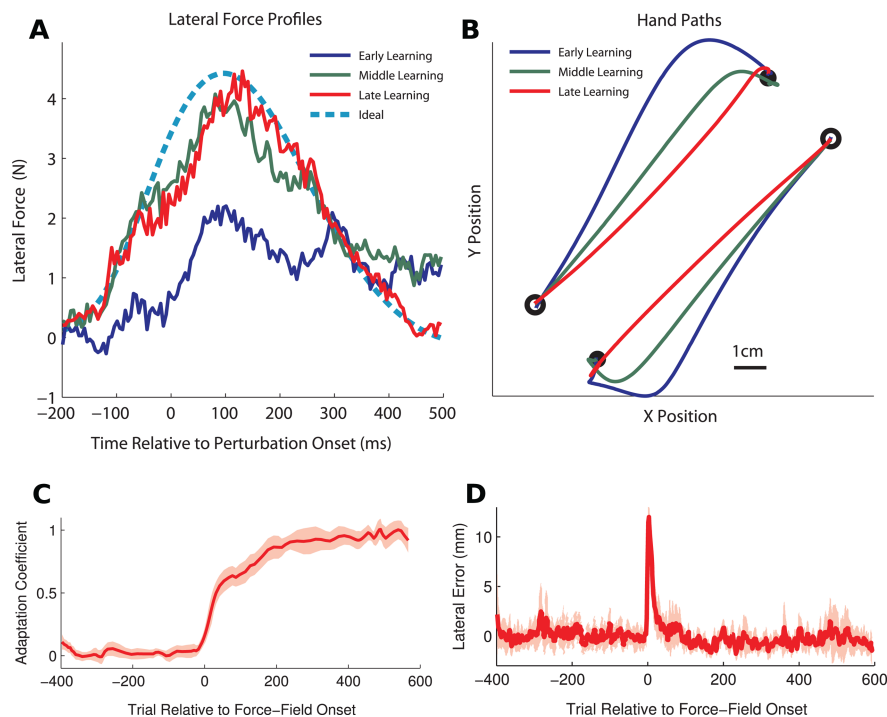 A
Lateral Force Profiles
Early Learning
Middle Learning
Late Learning
Ideal
Lateral Force (N)
4
3
2
1
0
−1
−200 −100 0 100 200 300 400 500
Time Relative to Perturbation Onset (ms)
B
Hand Paths
Early Learning
Middle Learning
Late Learning
Y Position
1cm
X Position
C
Adaptation Coefficient
1
0.5
0
−400 −200 0 200 400 600
Trial Relative to Force−Field Onset
D
Lateral Error (mm)
10
5
0
−400 −200 0 200 400 600
Trial Relative to Force−Field Onset